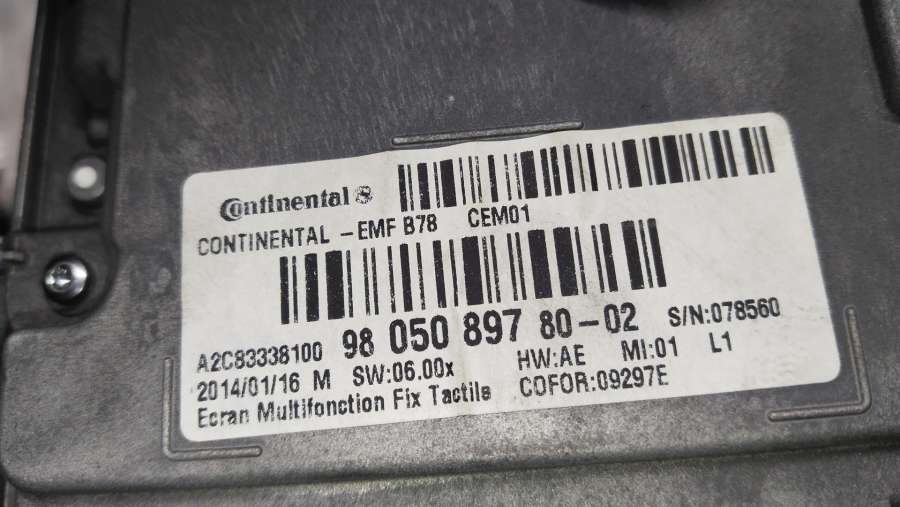 Continental
CONTINENTAL - EMF B78 CEM01
A2C83338100 98 050 897 80-02 S/N:078560
2014/01/16 M SW:06.00x HW:AE MI:01 L1
Ecran Multifonction Fix Tactile COFOR:09297E